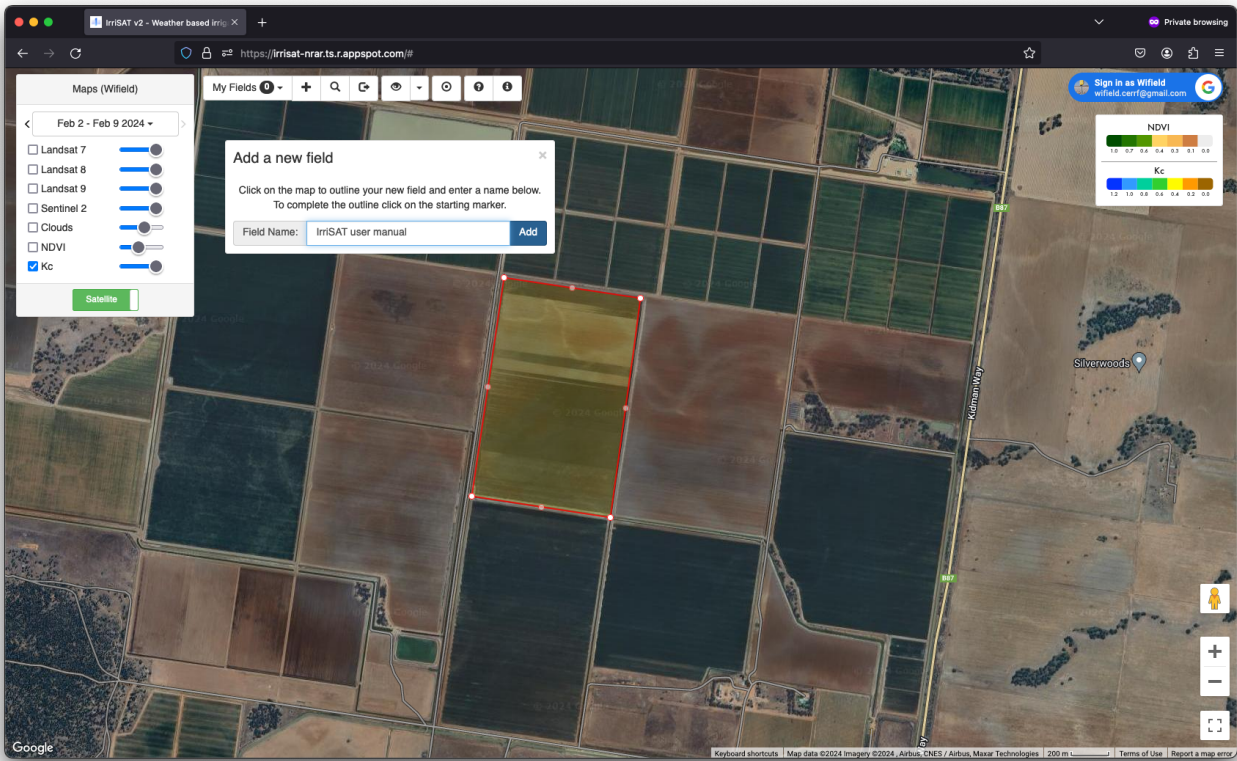 IrriSAT v2 - Weather based irrig
Private browsing
https://irrisat-nrar.ts.r.appspot.com/#
Maps (Wifield)
Feb 2 - Feb 9 2024
Landsat 7
Landsat 8
Landsat 9
Sentinel 2
Clouds
NDVI
Kc
Satellite
My Fields 0
Add a new field
Click on the map to outline your new field and enter a name below.
To complete the outline click on the starting marker.
Field Name: IrriSAT user manual Add
Sign in as Wifield
wifield.cerrf@gmail.com
NDVI
1.0 0.7 0.6 0.4 0.3 0.1 0.0
Kc
1.2 1.0 0.8 0.6 0.4 0.3 0.0
B87
Silverwoods
Kidman Way
B87
Google
Keyboard shortcuts Map data ©2024 Imagery ©2024 , Airbus, CNES / Airbus, Maxar Technologies 200 m Terms of Use Report a map error